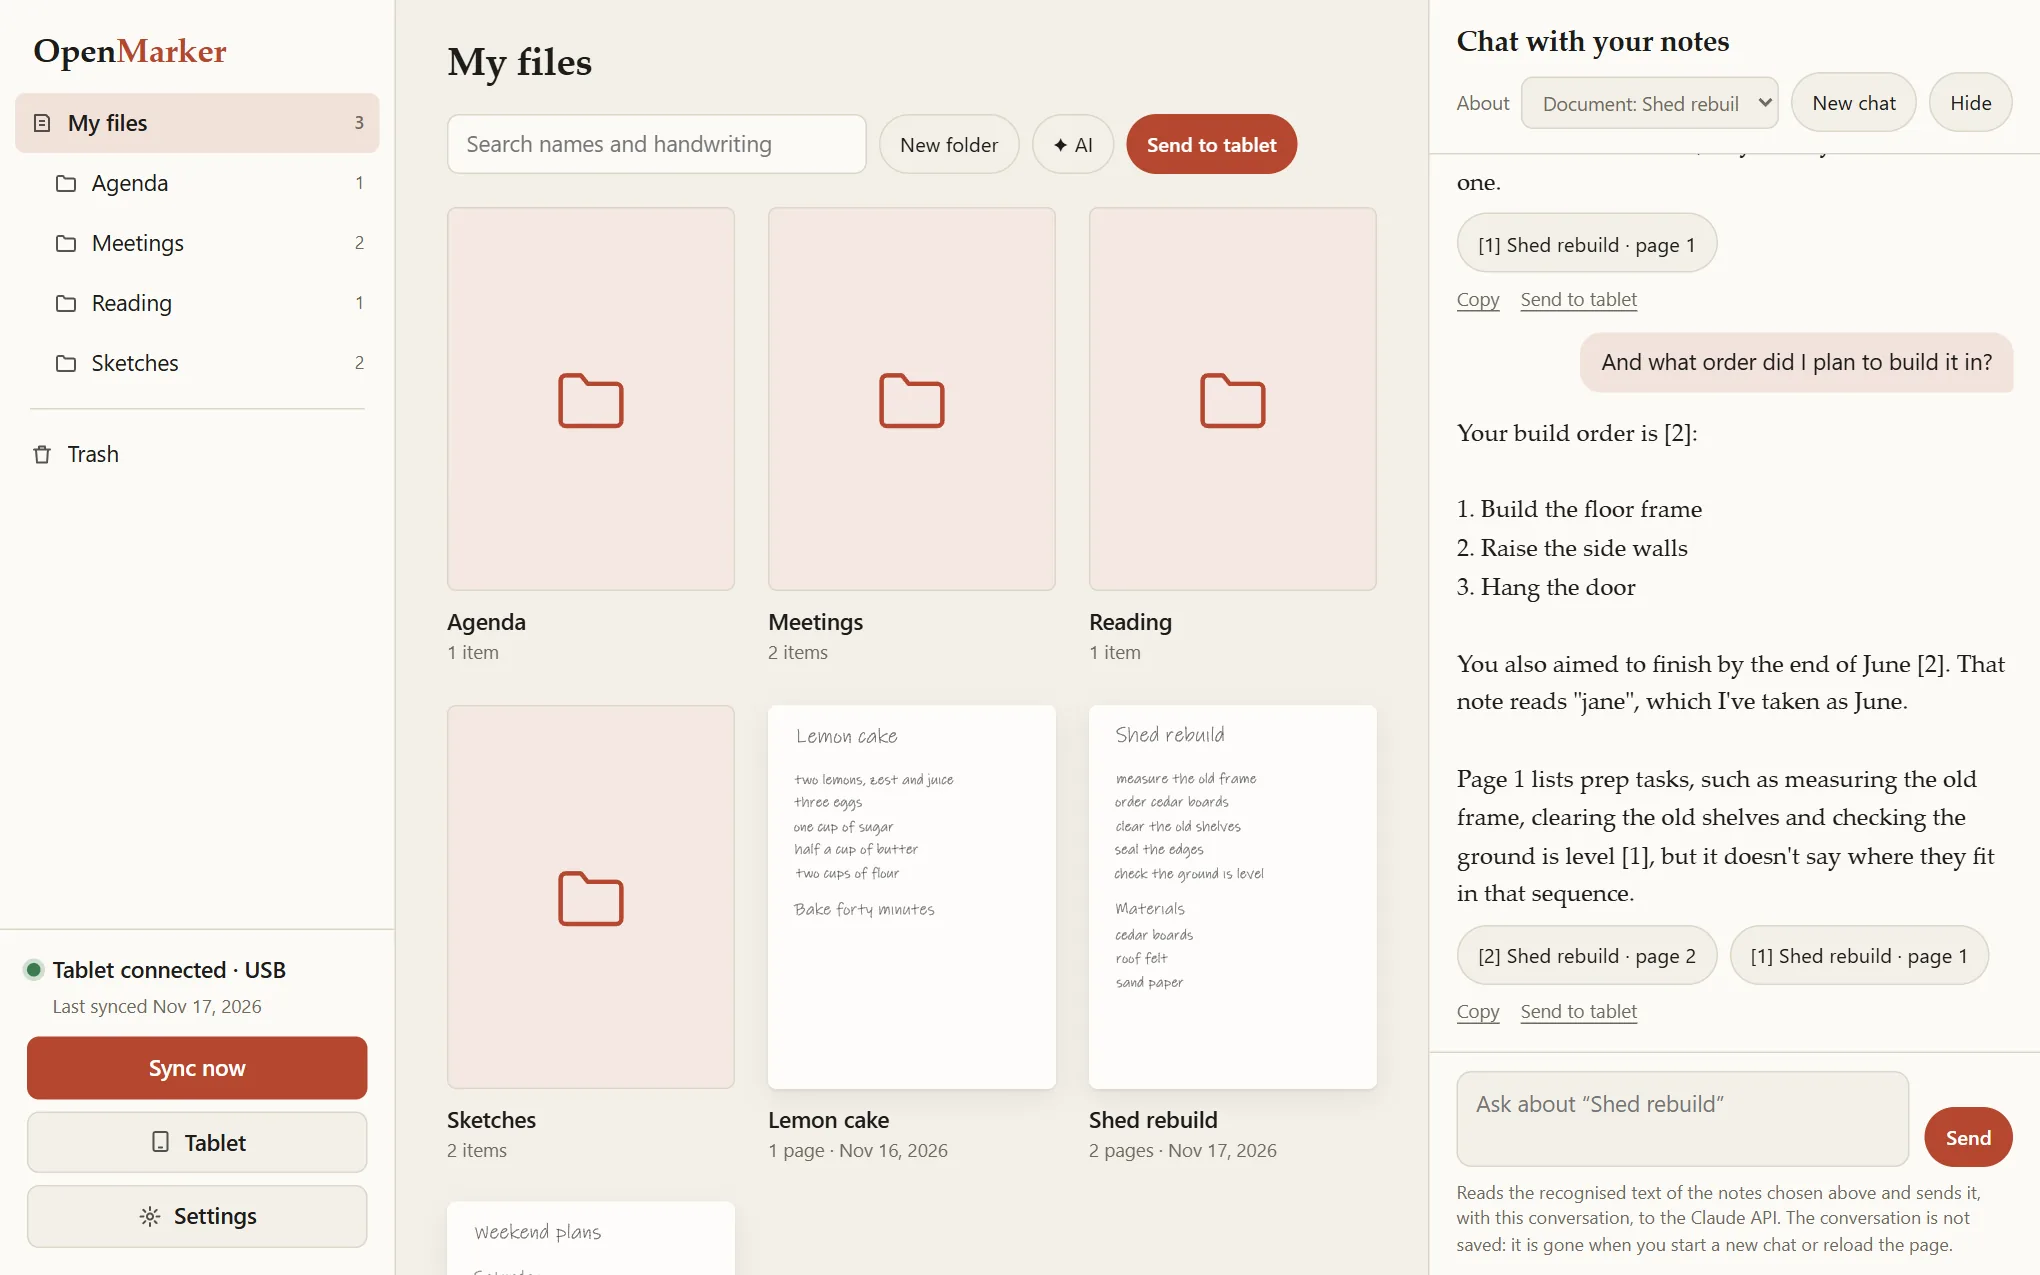 OpenMarker
My files 3
Agenda 1
Meetings 2
Reading 1
Sketches 2
Trash
Tablet connected · USB
Last synced Nov 17, 2026
Sync now
Tablet
Settings
My files
Search names and handwriting
New folder
✦ AI
Send to tablet
Agenda
1 item
Meetings
2 items
Reading
1 item
Sketches
2 items
Lemon cake
two lemons, zest and juice
three eggs
one cup of sugar
half a cup of butter
two cups of flour
Bake forty minutes
Lemon cake
1 page · Nov 16, 2026
Shed rebuild
measure the old frame
order cedar boards
clear the old shelves
seal the edges
check the ground is level
Materials
cedar boards
roof felt
sand paper
Shed rebuild
2 pages · Nov 17, 2026
Weekend plans
Chat with your notes
About
Document: Shed rebuil
New chat
Hide
one.
[1] Shed rebuild · page 1
Copy Send to tablet
And what order did I plan to build it in?
Your build order is [2]:
1. Build the floor frame
2. Raise the side walls
3. Hang the door
You also aimed to finish by the end of June [2]. That
note reads "jane", which I've taken as June.
Page 1 lists prep tasks, such as measuring the old
frame, clearing the old shelves and checking the
ground is level [1], but it doesn't say where they fit
in that sequence.
[2] Shed rebuild · page 2
[1] Shed rebuild · page 1
Copy Send to tablet
Ask about “Shed rebuild”
Send
Reads the recognised text of the notes chosen above and sends it,
with this conversation, to the Claude API. The conversation is not
saved: it is gone when you start a new chat or reload the page.